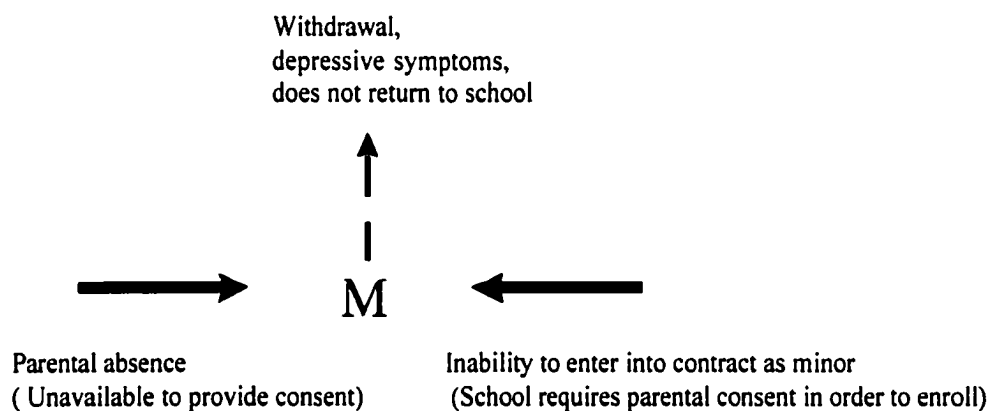 Withdrawal,
depressive symptoms,
does not return to school
M
Parental absence
( Unavailable to provide consent)
Inability to enter into contract as minor
(School requires parental consent in order to enroll)